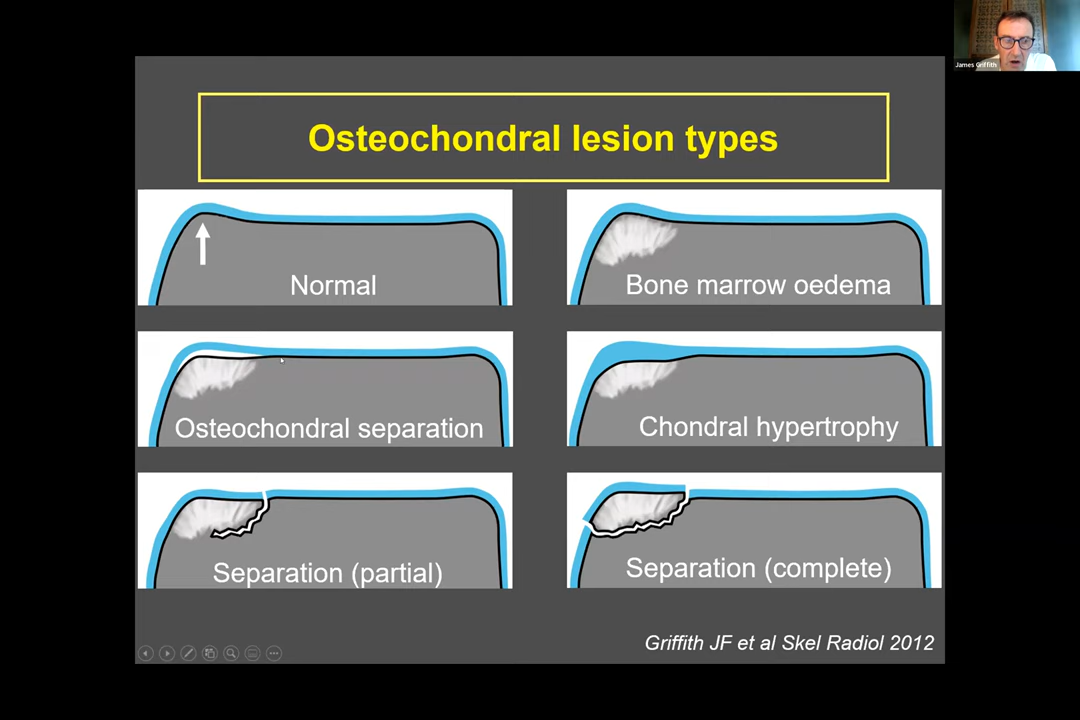 James Griffith
Osteochondral lesion types
Normal
Bone marrow oedema
Osteochondral separation
Chondral hypertrophy
Separation (partial)
Separation (complete)
Griffith JF et al Skel Radiol 2012